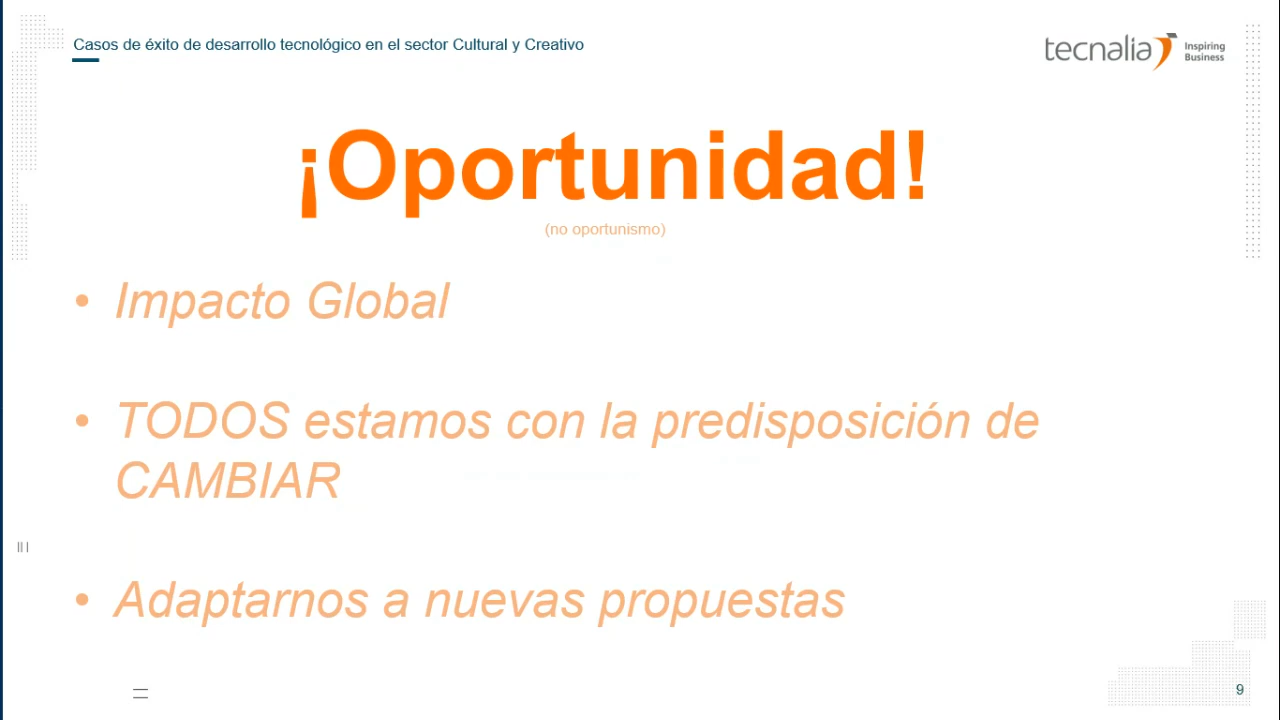 Casos de éxito de desarrollo tecnológico en el sector Cultural y Creativo
tecnalia Inspiring
Business
¡Oportunidad!
(no oportunismo)
• Impacto Global
• TODOS estamos con la predisposición de
CAMBIAR
• Adaptarnos a nuevas propuestas
9